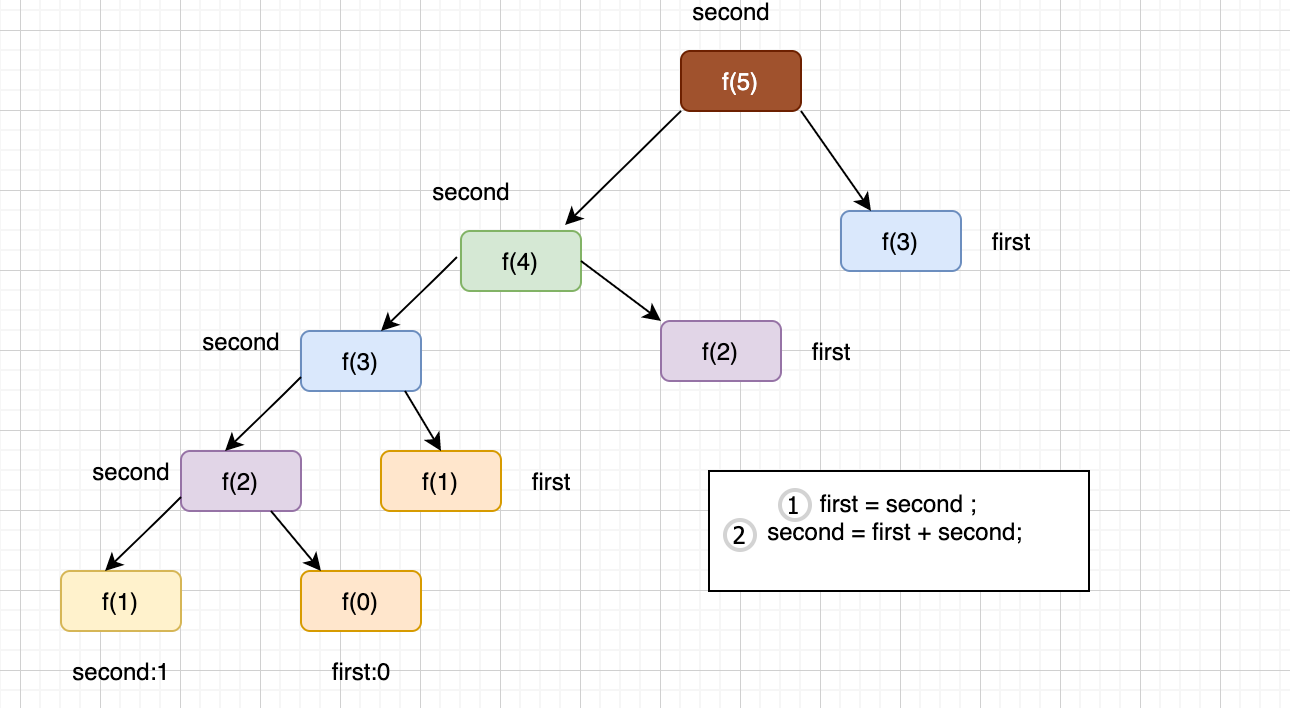 second
f(5)
second
f(4)
f(3) first
second
f(3)
f(2) first
second
f(2)
f(1) first
1 first = second ;
2 second = first + second;
f(1)
f(0)
second:1
first:0